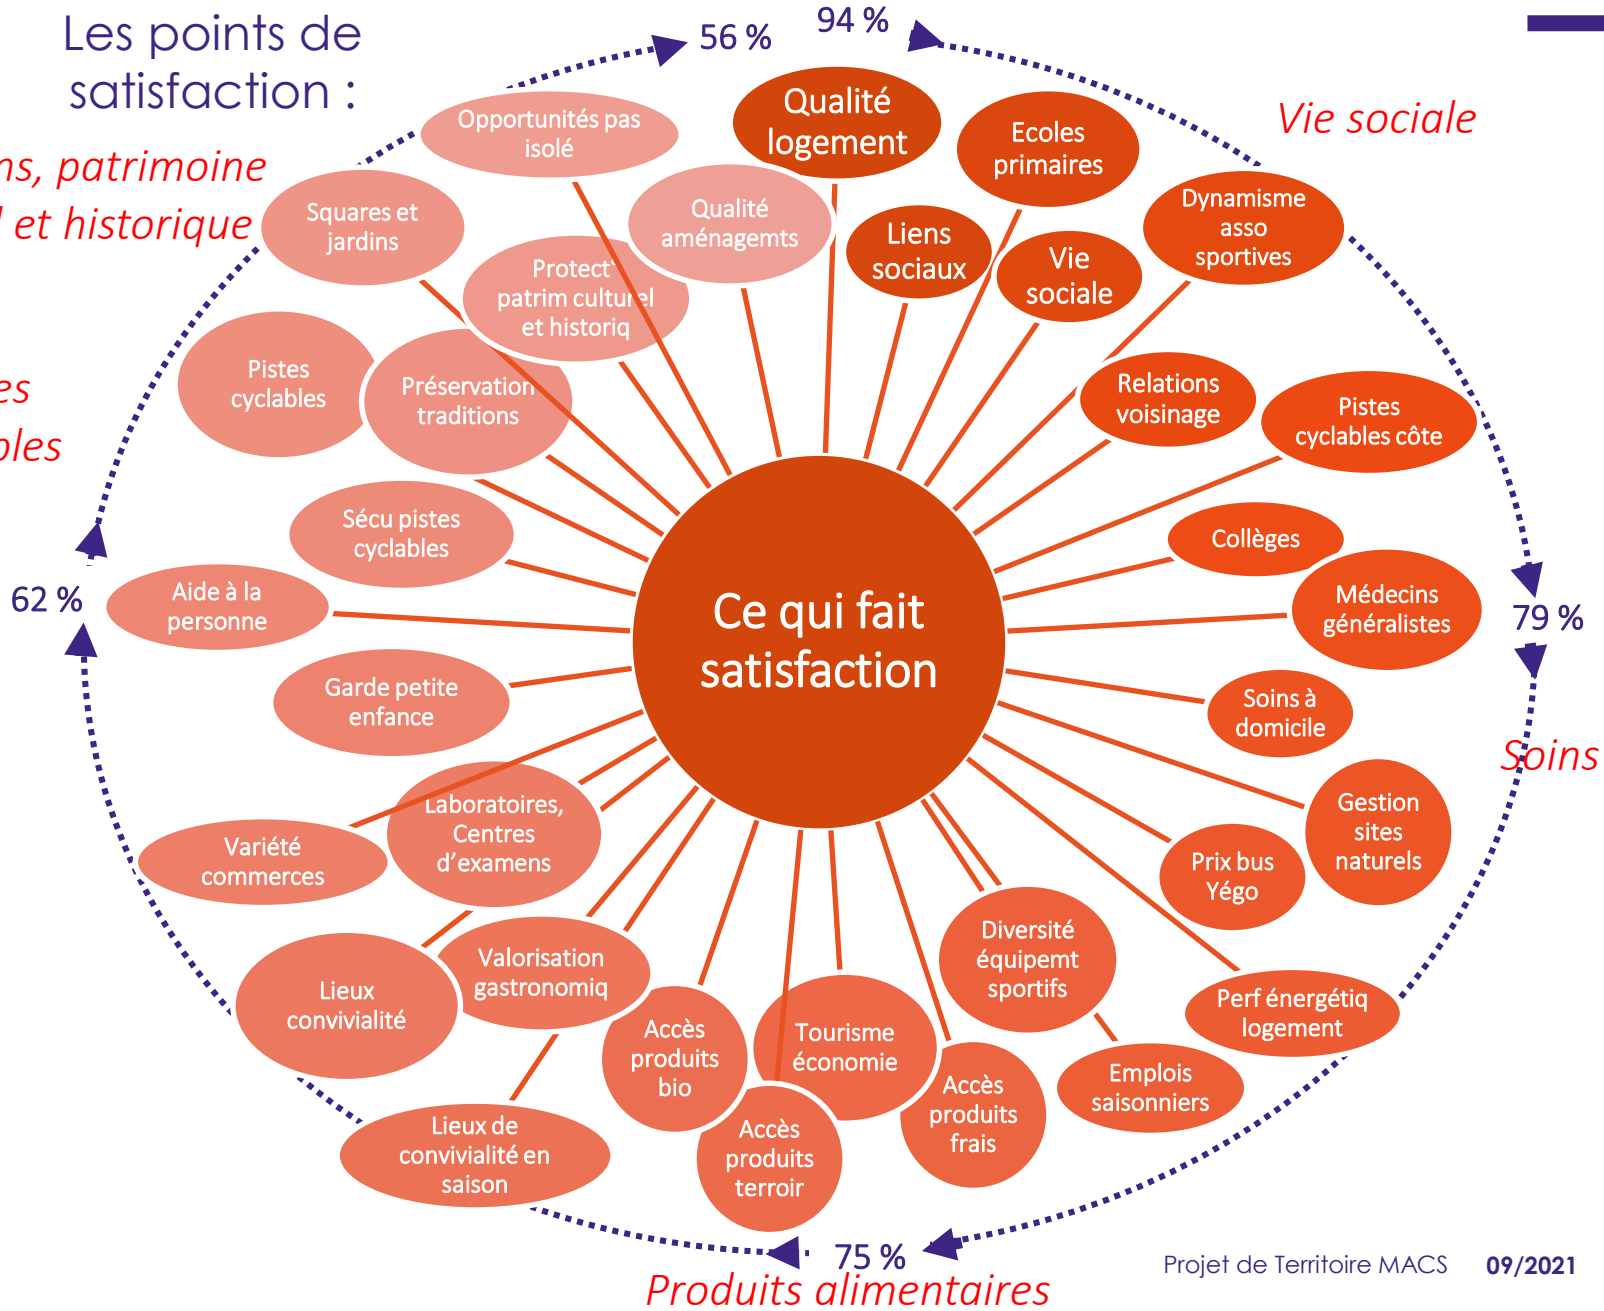 Les points de
satisfaction :
56 %
94 %
Vie sociale
patrimoine
et historique
Opportunités pas
isolé
Qualité
logement
Ecoles
primaires
Squares et
jardins
Qualité
aménagemts
Liens
sociaux
Vie
sociale
Dynamisme
asso
sportives
Protect°
patrim culturel
et historiq
Pistes
cyclables
Préservation
traditions
Relations
voisinage
Pistes
cyclables côte
Sécu pistes
cyclables
Collèges
62 %
Aide à la
personne
Ce qui fait
satisfaction
Médecins
généralistes
79 %
Garde petite
enfance
Soins à
domicile
Soins
Variété
commerces
Laboratoires,
Centres
d’examens
Gestion
sites
naturels
Prix bus
Yégo
Lieux
convivialité
Valorisation
gastronomiq
Diversité
équipemt
sportifs
Perf énergétiq
logement
Accès
produits
bio
Tourisme
économie
Accès
produits
frais
Emplois
saisonniers
Lieux de
convivialité en
saison
Accès
produits
terroir
75 %
Produits alimentaires
Projet de Territoire MACS 09/2021